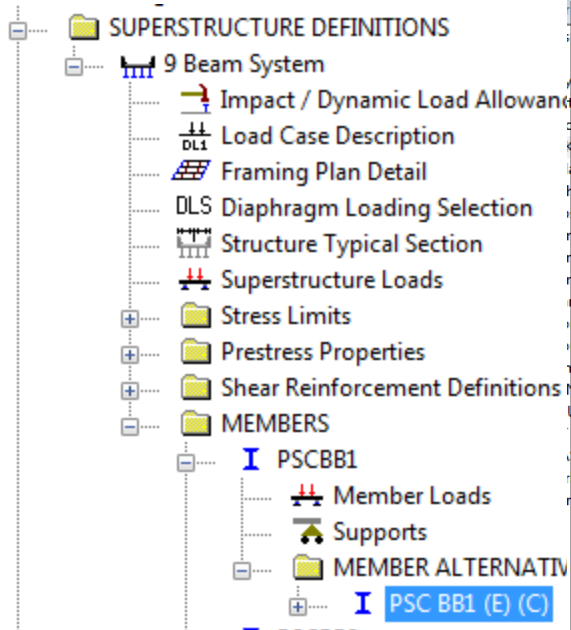 SUPERSTRUCTURE DEFINITIONS
9 Beam System
Impact / Dynamic Load Allowan
DL1 Load Case Description
Framing Plan Detail
DLS Diaphragm Loading Selection
Structure Typical Section
Superstructure Loads
Stress Limits
Prestress Properties
Shear Reinforcement Definitions
MEMBERS
PSCBB1
Member Loads
Supports
MEMBER ALTERNATIV
PSC BB1 (E) (C)